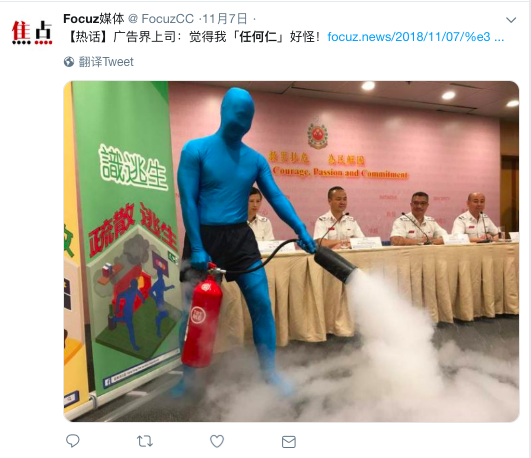 焦点
Focuz媒体 @FocuzCC · 11月7日 ·
【热话】广告界上司：觉得我「任何仁」好怪！focuz.news/2018/11/07/%e3 ...
翻译Tweet
識逃生
疏散 逃生
Courage, Passion and Commitment